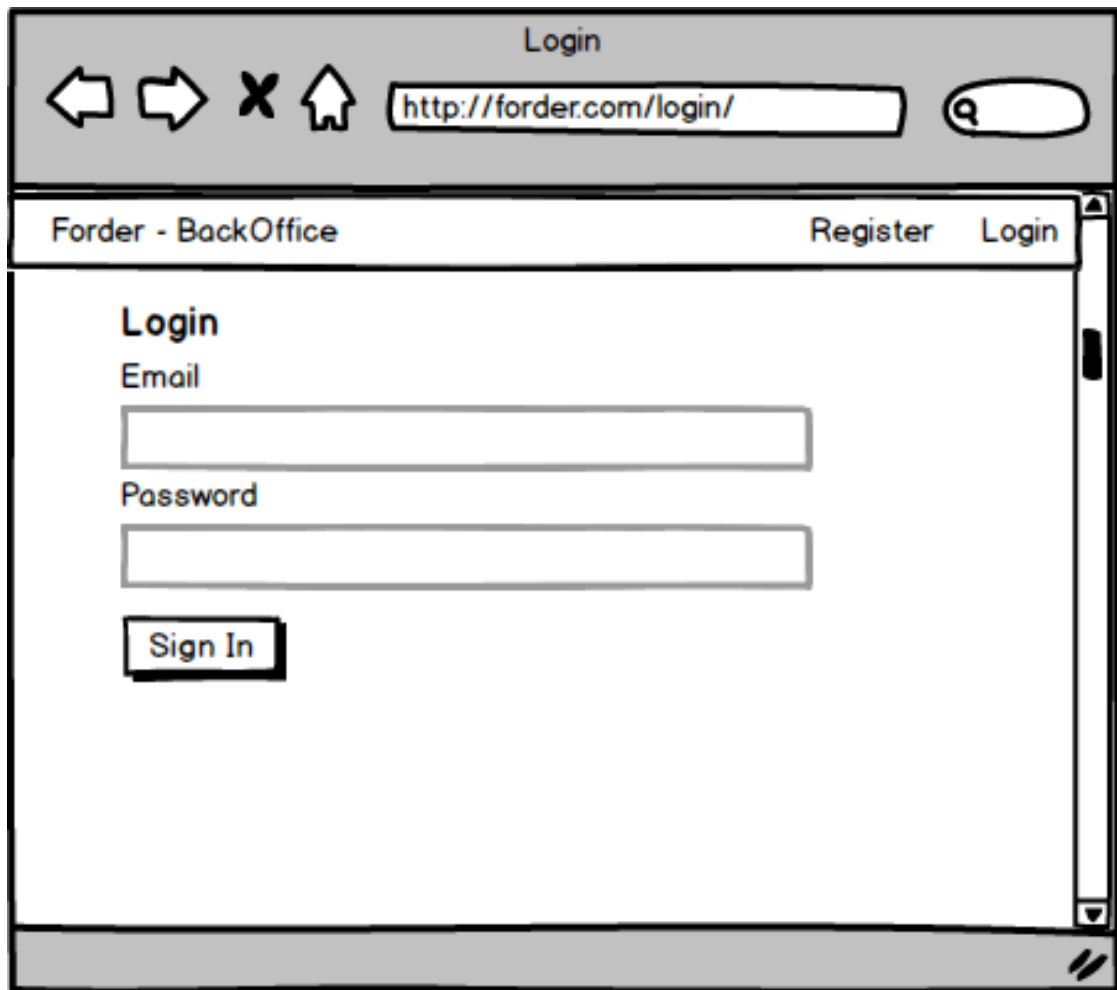 Login
http://forder.com/login/
Forder - BackOffice Register Login
Login
Email
Password
Sign In